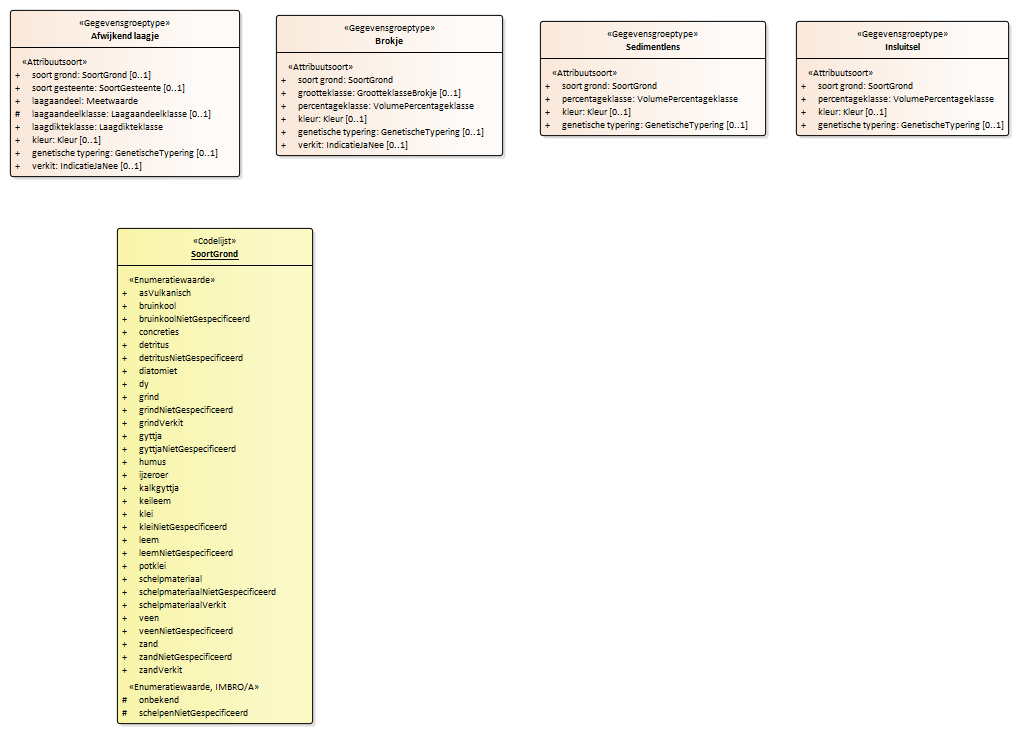 «Gegevensgroeptype»
Afwijkend laagje
«Attribuutsoort»
+ soort grond: SoortGrond [0..1]
+ soort gesteente: SoortGesteente [0..1]
+ laagaandeel: Meetwaarde
# laagaandeelklasse: Laagaandeelklasse [0..1]
+ laagdikteklasse: Laagdikteklasse
+ kleur: Kleur [0..1]
+ genetische typering: GenetischeTypering [0..1]
+ verkit: IndicatieJaNee [0..1]
«Gegevensgroeptype»
Brokje
«Attribuutsoort»
+ soort grond: SoortGrond
+ grootteklasse: GrootteklasseBrokje [0..1]
+ percentageklasse: VolumePercentageklasse
+ kleur: Kleur [0..1]
+ genetische typering: GenetischeTypering [0..1]
+ verkit: IndicatieJaNee [0..1]
«Gegevensgroeptype»
Sedimentlens
«Attribuutsoort»
+ soort grond: SoortGrond
+ percentageklasse: VolumePercentageklasse
+ kleur: Kleur [0..1]
+ genetische typering: GenetischeTypering [0..1]
«Gegevensgroeptype»
Insluitsel
«Attribuutsoort»
+ soort grond: SoortGrond
+ percentageklasse: VolumePercentageklasse
+ kleur: Kleur [0..1]
+ genetische typering: GenetischeTypering [0..1]
«Codelijst»
SoortGrond
«Enumeratiewaarde»
+ asVulkanisch
+ bruinkool
+ bruinkoolNietGespecificeerd
+ concreties
+ detritus
+ detritusNietGespecificeerd
+ diatomiet
+ dy
+ grind
+ grindNietGespecificeerd
+ grindVerkit
+ gyttja
+ gyttjaNietGespecificeerd
+ humus
+ ijzeroer
+ kalkgyttja
+ keileem
+ klei
+ kleiNietGespecificeerd
+ leem
+ leemNietGespecificeerd
+ potklei
+ schelpmateriaal
+ schelpmateriaalNietGespecificeerd
+ schelpmateriaalVerkit
+ veen
+ veenNietGespecificeerd
+ zand
+ zandNietGespecificeerd
+ zandVerkit
«Enumeratiewaarde, IMBRO/A»
# onbekend
# schelpenNietGespecificeerd